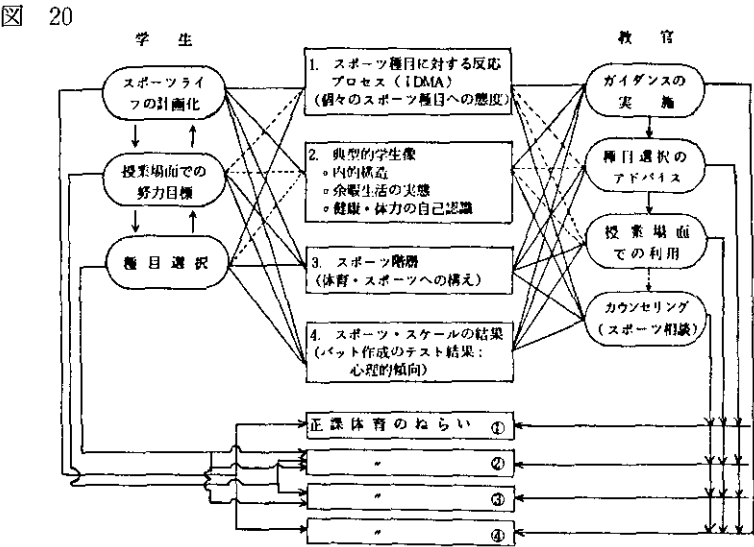 図 20
学 生
教 官
スポーツライ
フの計画化
授業場面での
努力目標
種 目 選 択
1. スポーツ種目に対する反応
プロセス(iDMA)
(個々のスポーツ種目への態度)
2. 典型的学生像
◦内的構造
◦余暇生活の実態
◦健康・体力の自己認識
3. スポーツ階層
(体育・スポーツへの構え)
4. スポーツ・スケールの結果
(バット作成のテスト結果:
心理的傾向)
ガイダンスの
実 施
種目選択の
アドバイス
授 業 場 面
で の 利 用
カウンセリング
(スポーツ相談)
正 課 体 育 の ね ら い ①
〃 ②
〃 ③
〃 ④